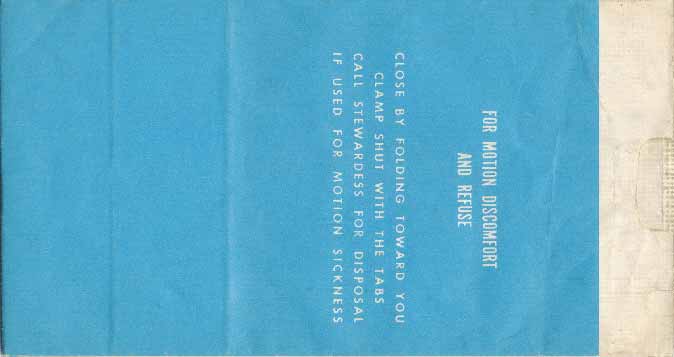 FOR MOTION DISCOMFORT
AND REFUSE
CLOSE BY FOLDING TOWARD YOU
CLAMP SHUT WITH THE TABS
CALL STEWARDESS FOR DISPOSAL
IF USED FOR MOTION SICKNESS